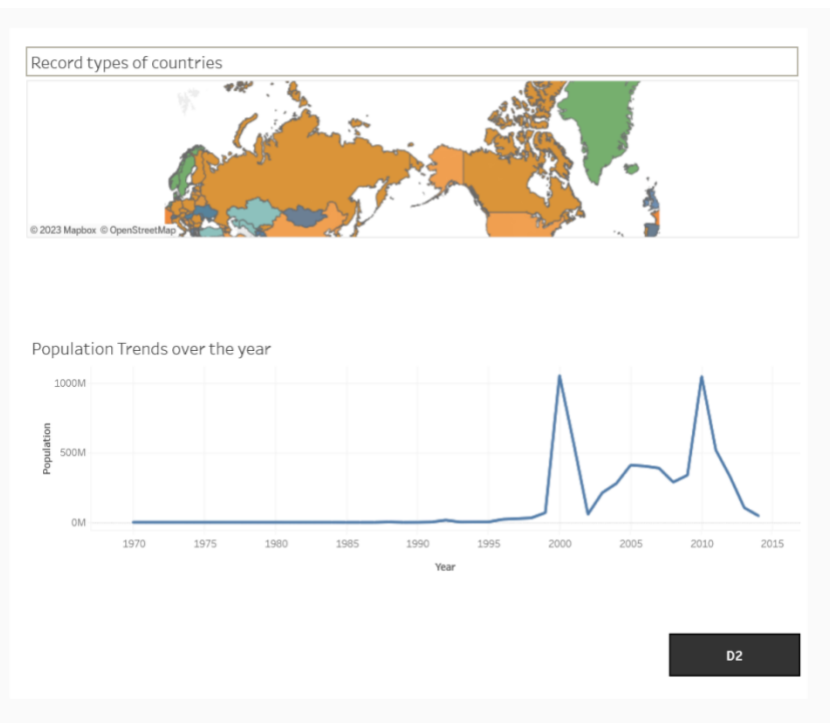 Record types of countries
© 2023 Mapbox © OpenStreetMap
Population Trends over the year
1000M
500M
0M
Population
1970 1975 1980 1985 1990 1995 2000 2005 2010 2015
Year
D2